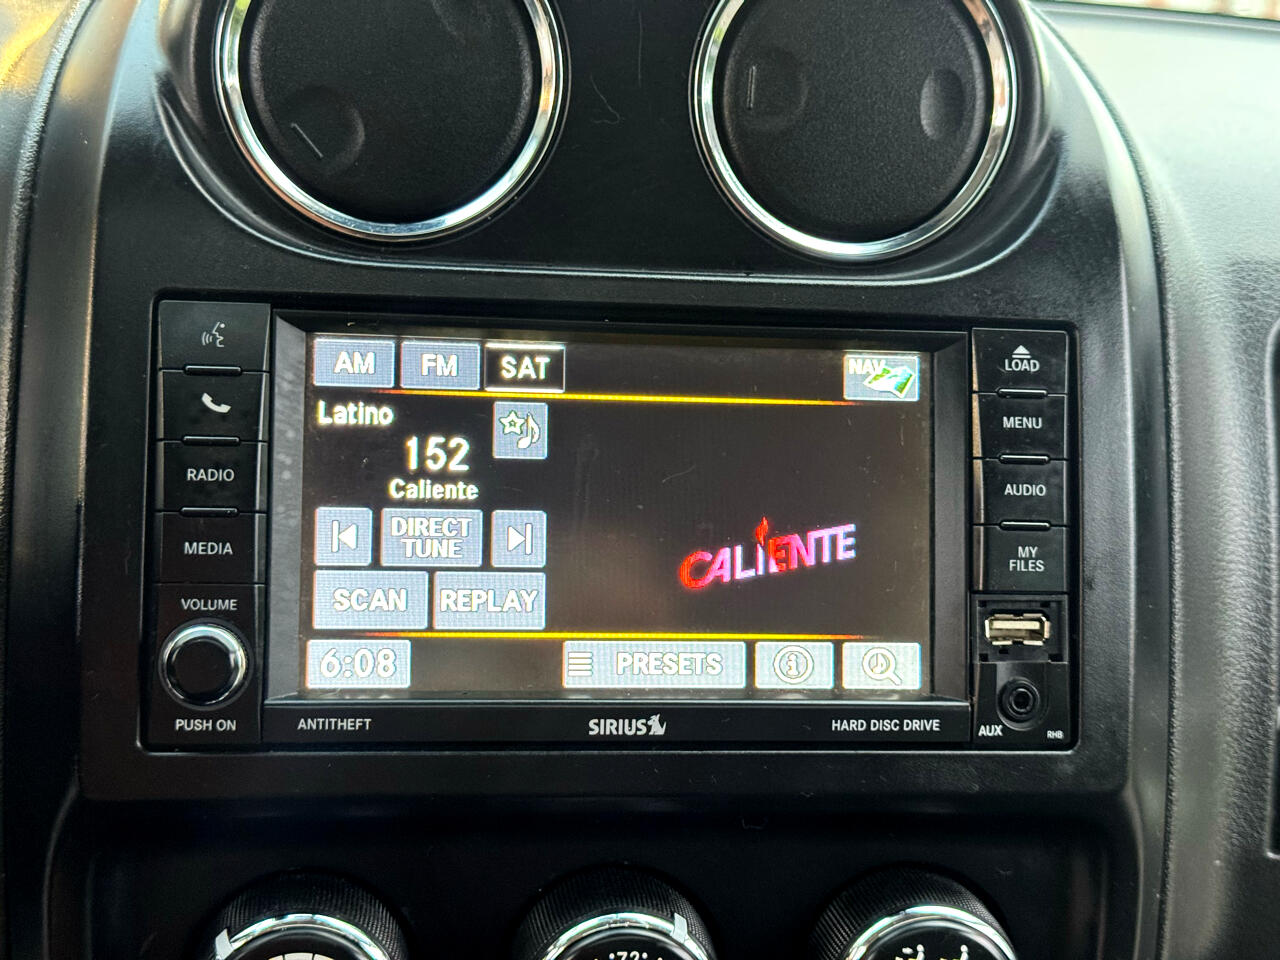 AM FM SAT NAV
Latino
152
Caliente
DIRECT
TUNE
SCAN REPLAY
CALIENTE
6:08 PRESETS
RADIO
MEDIA
VOLUME
PUSH ON
LOAD
MENU
AUDIO
MY
FILES
AUX RHB
ANTITHEFT SIRIUS HARD DISC DRIVE
72